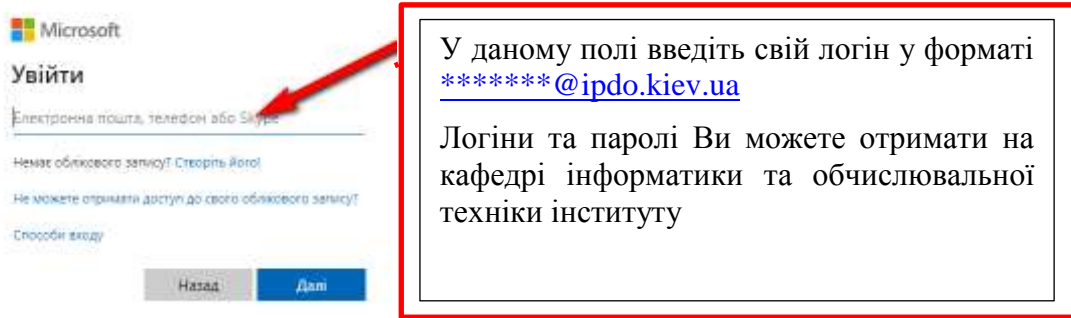 Microsoft
Увійти
Електронна пошта, телефон або Skype
Немає облікового запису? Створіть його!
Не можете отримати доступ до свого облікового запису?
Способи входу
Назад
Далі
У даному полі введіть свій логін у форматі
*******@ipdo.kiev.ua
Логіни та паролі Ви можете отримати на
кафедрі інформатики та обчислювальної
техніки інституту